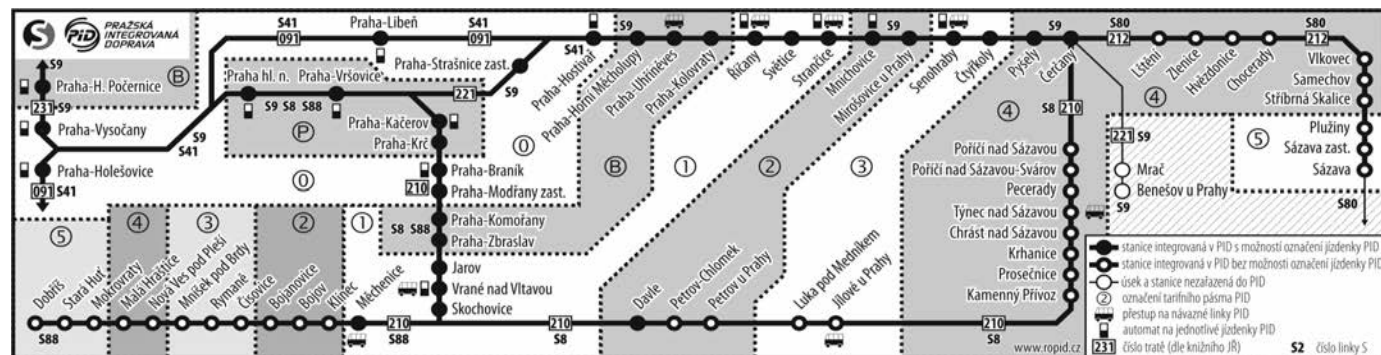 S
PID
PRAŽSKÁ
INTEGROVANÁ
DOPRAVA
S9
B
Praha-H. Počernice
231 S9
Praha-Vysočany
S9
S41
Praha-Holešovice
091 S41
S41
091
Praha-Libeň
S41
091
Praha-Strašnice zast.
S9
S41
Praha hl. n.
Praha-Vršovice
221
S9 S8 S88
P
0
0
Praha-Kačerov
Praha-Krč
Praha-Braník
210
Praha-Modřany zast.
Praha-Komořany
S8 S88
Praha-Zbraslav
Jarov
Vrané nad Vltavou
Skochovice
Praha-Hostivař
Praha-Horní Měcholupy
S9
Praha-Uhříněves
Praha-Kolovraty
Říčany
Světice
Strančice
Mnichovice
S9
Mirošovice u Prahy
Senohraby
Čtyřkoly
Pyšely
S9
Čerčany
S80
212
Lštění
Zlenice
Hvězdonice
Chocerady
S80
212
Vlkovec
Samechov
Stříbrná Skalice
Plužiny
Sázava zast.
Sázava
S80
B
1
2
3
4
4
5
S8 210
221 S9
Mrač
Benešov u Prahy
S9
Poříčí nad Sázavou
Poříčí nad Sázavou-Svárov
Pecerady
Týnec nad Sázavou
Chrást nad Sázavou
Krhanice
Prosečnice
Kamenný Přívoz
5
4
3
2
1
Dobříš
Stará Huť
Mokrovraty
Malá Hraštice
Nová Ves pod Pleší
Mníšek pod Brdy
Rymaně
Čisovice
Bojanovice
Bojov
Klínec
Měchenice
S88
210
S88
S8
210
Davle
Petrov-Chlomek
Petrov u Prahy
Luka pod Medníkem
Jílové u Prahy
210
S8
www.ropid.cz
stanice integrovaná v PID s možností označení jízdenky PID
stanice integrovaná v PID bez možnosti označení jízdenky PID
úsek a stanice nezařazená do PID
2 označení tarifního pásma PID
přestup na návazné linky PID
automat na jednotlivé jízdenky PID
231 číslo tratě (dle knižního JŘ) S2 číslo linky S